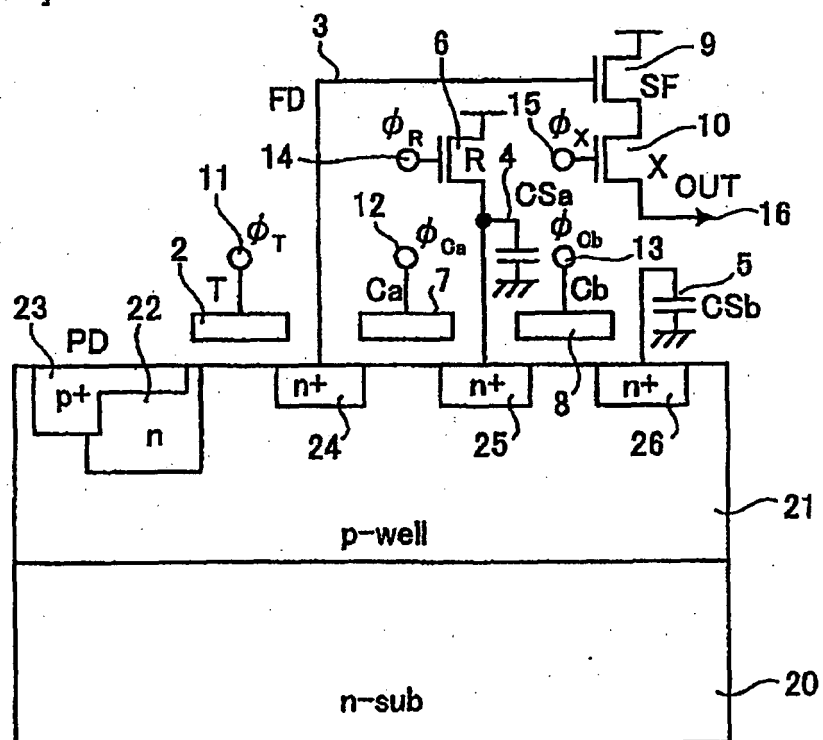 ]
3
6
9
FD
SF
ϕR
15
ϕX
10
14
R
4
X
OUT
11
CSa
12
ϕT
ϕCa
ϕCb
16
2
T
Ca
7
13
5
Cb
CSb
23
PD
22
p+
n
n+
n+
n+
24
25
8
26
21
p-well
20
n-sub